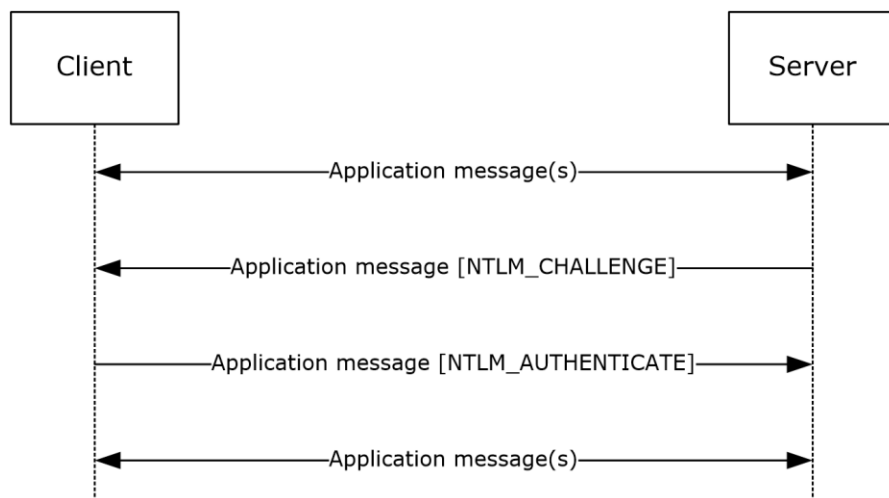 Client
Server
Application message(s)
Application message [NTLM_CHALLENGE]
Application message [NTLM_AUTHENTICATE]
Application message(s)